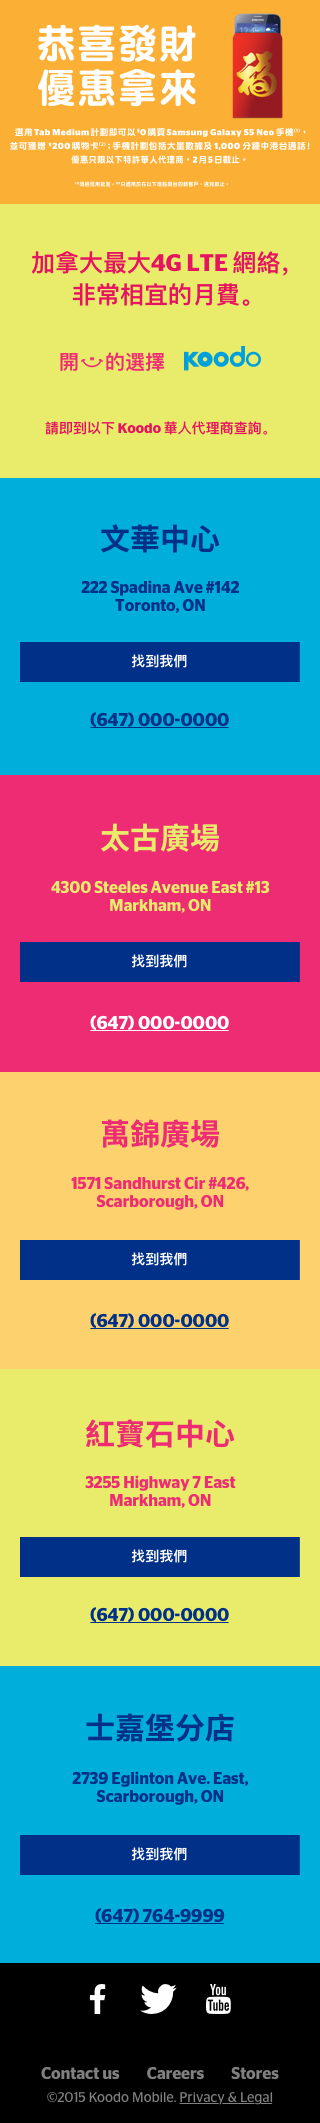 恭喜發財
優惠拿來
福
選用 Tab Medium 計劃即可以 $0 購買 Samsung Galaxy S5 Neo 手機(1)，
並可獲贈 $200 購物卡(2)：手機計劃包括大量數據及 1,000 分鐘中港台通話！
優惠只限以下特許華人代理商，2月5日截止。
加拿大最大4G LTE 網絡，
非常相宜的月費。
開 的選擇 koodo
請即到以下 Koodo 華人代理商查詢。
文華中心
222 Spadina Ave #142
Toronto, ON
找到我們
(647) 000-0000
太古廣場
4300 Steeles Avenue East #13
Markham, ON
找到我們
(647) 000-0000
萬錦廣場
1571 Sandhurst Cir #426,
Scarborough, ON
找到我們
(647) 000-0000
紅寶石中心
3255 Highway 7 East
Markham, ON
找到我們
(647) 000-0000
士嘉堡分店
2739 Eglinton Ave. East,
Scarborough, ON
找到我們
(647) 764-9999
You
Tube
Contact us Careers Stores
©2015 Koodo Mobile. Privacy & Legal